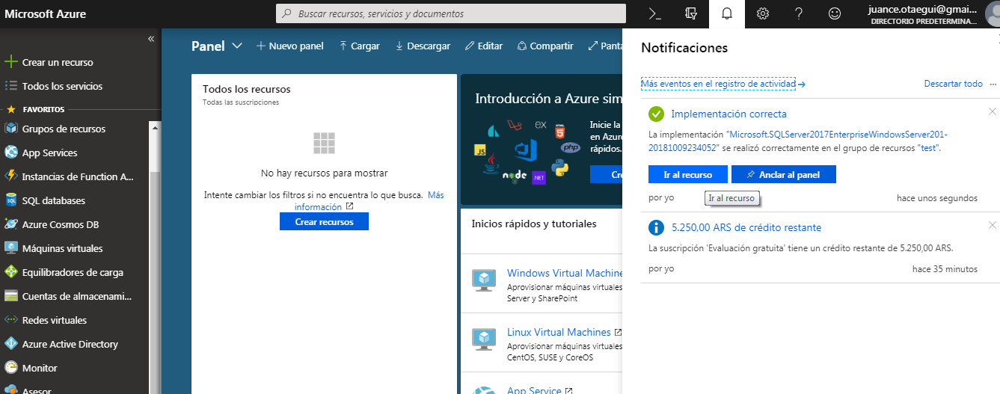 Microsoft Azure
Buscar recursos, servicios y documentos
juance.otaegui@gmai...
DIRECTORIO PREDETERMINA...
Crear un recurso
Todos los servicios
FAVORITOS
Grupos de recursos
App Services
Instancias de Function A...
SQL databases
Azure Cosmos DB
Máquinas virtuales
Equilibradores de carga
Cuentas de almacenami...
Redes virtuales
Azure Active Directory
Monitor
Asesor
Panel
Nuevo panel
Cargar
Descargar
Editar
Compartir
Panta
Todos los recursos
Todas las suscripciones
No hay recursos para mostrar
Intente cambiar los filtros si no encuentra lo que busca. Más
información
Crear recursos
Introducción a Azure sim
Inicie la
en Azur
rápidos.
Cre
JS
Java
node
EX
HTML
.NET
php
Inicios rápidos y tutoriales
Windows Virtual Machine
Aprovisionar máquinas virtuales
Server y SharePoint
Linux Virtual Machines
Aprovisionar máquinas virtuales
CentOS, SUSE y CoreOS
App Service
Notificaciones
Más eventos en el registro de actividad
Descartar todo
Implementación correcta
La implementación "Microsoft.SQLServer2017EnterpriseWindowsServer201-
20181009234052" se realizó correctamente en el grupo de recursos "test".
Ir al recurso
Anclar al panel
por yo
Ir al recurso
hace unos segundos
5.250,00 ARS de crédito restante
La suscripción 'Evaluación gratuita' tiene un crédito restante de 5.250,00 ARS.
por yo
hace 35 minutos